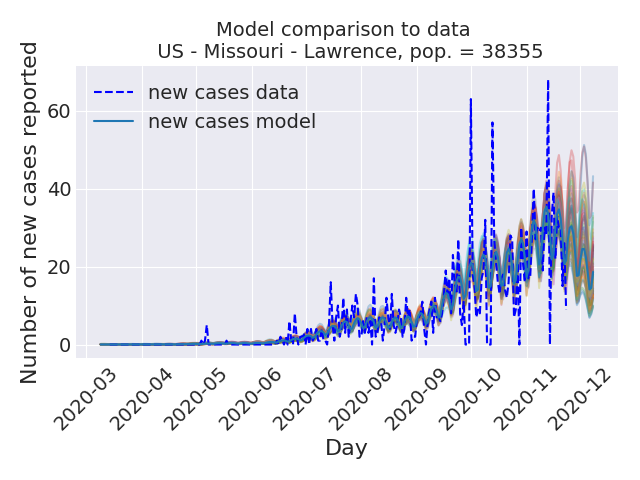 Model comparison to data
US - Missouri - Lawrence, pop. = 38355
Number of new cases reported
60
40
20
0
new cases data
new cases model
2020-03
2020-04
2020-05
2020-06
2020-07
2020-08
2020-09
2020-10
2020-11
2020-12
Day